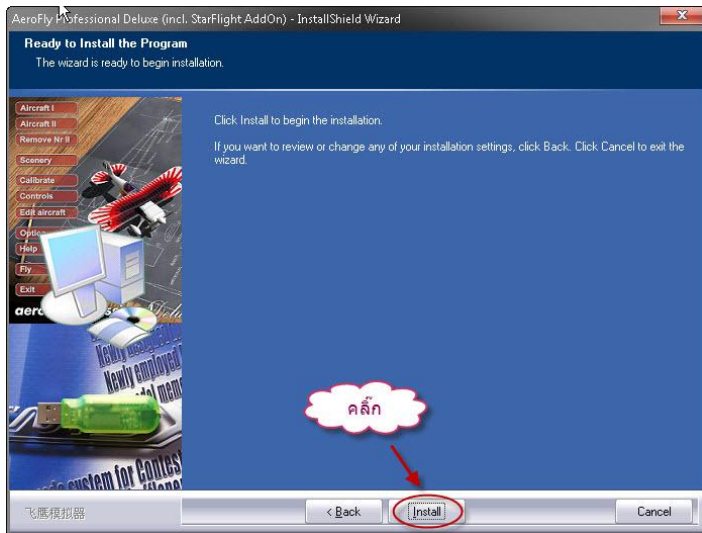 AeroFly Professional Deluxe (incl. StarFlight AddOn) - InstallShield Wizard
Ready to Install the Program
The wizard is ready to begin installation.
Aircraft I
Aircraft II
Remove Nr II
Scenery
Calibrate
Controls
Edit aircraft
Help
Fly
Exit
Click Install to begin the installation.
If you want to review or change any of your installation settings, click Back. Click Cancel to exit the
wizard.
Newly employed
คลิ๊ก
飞鹰模拟器
< Back
Install
Cancel